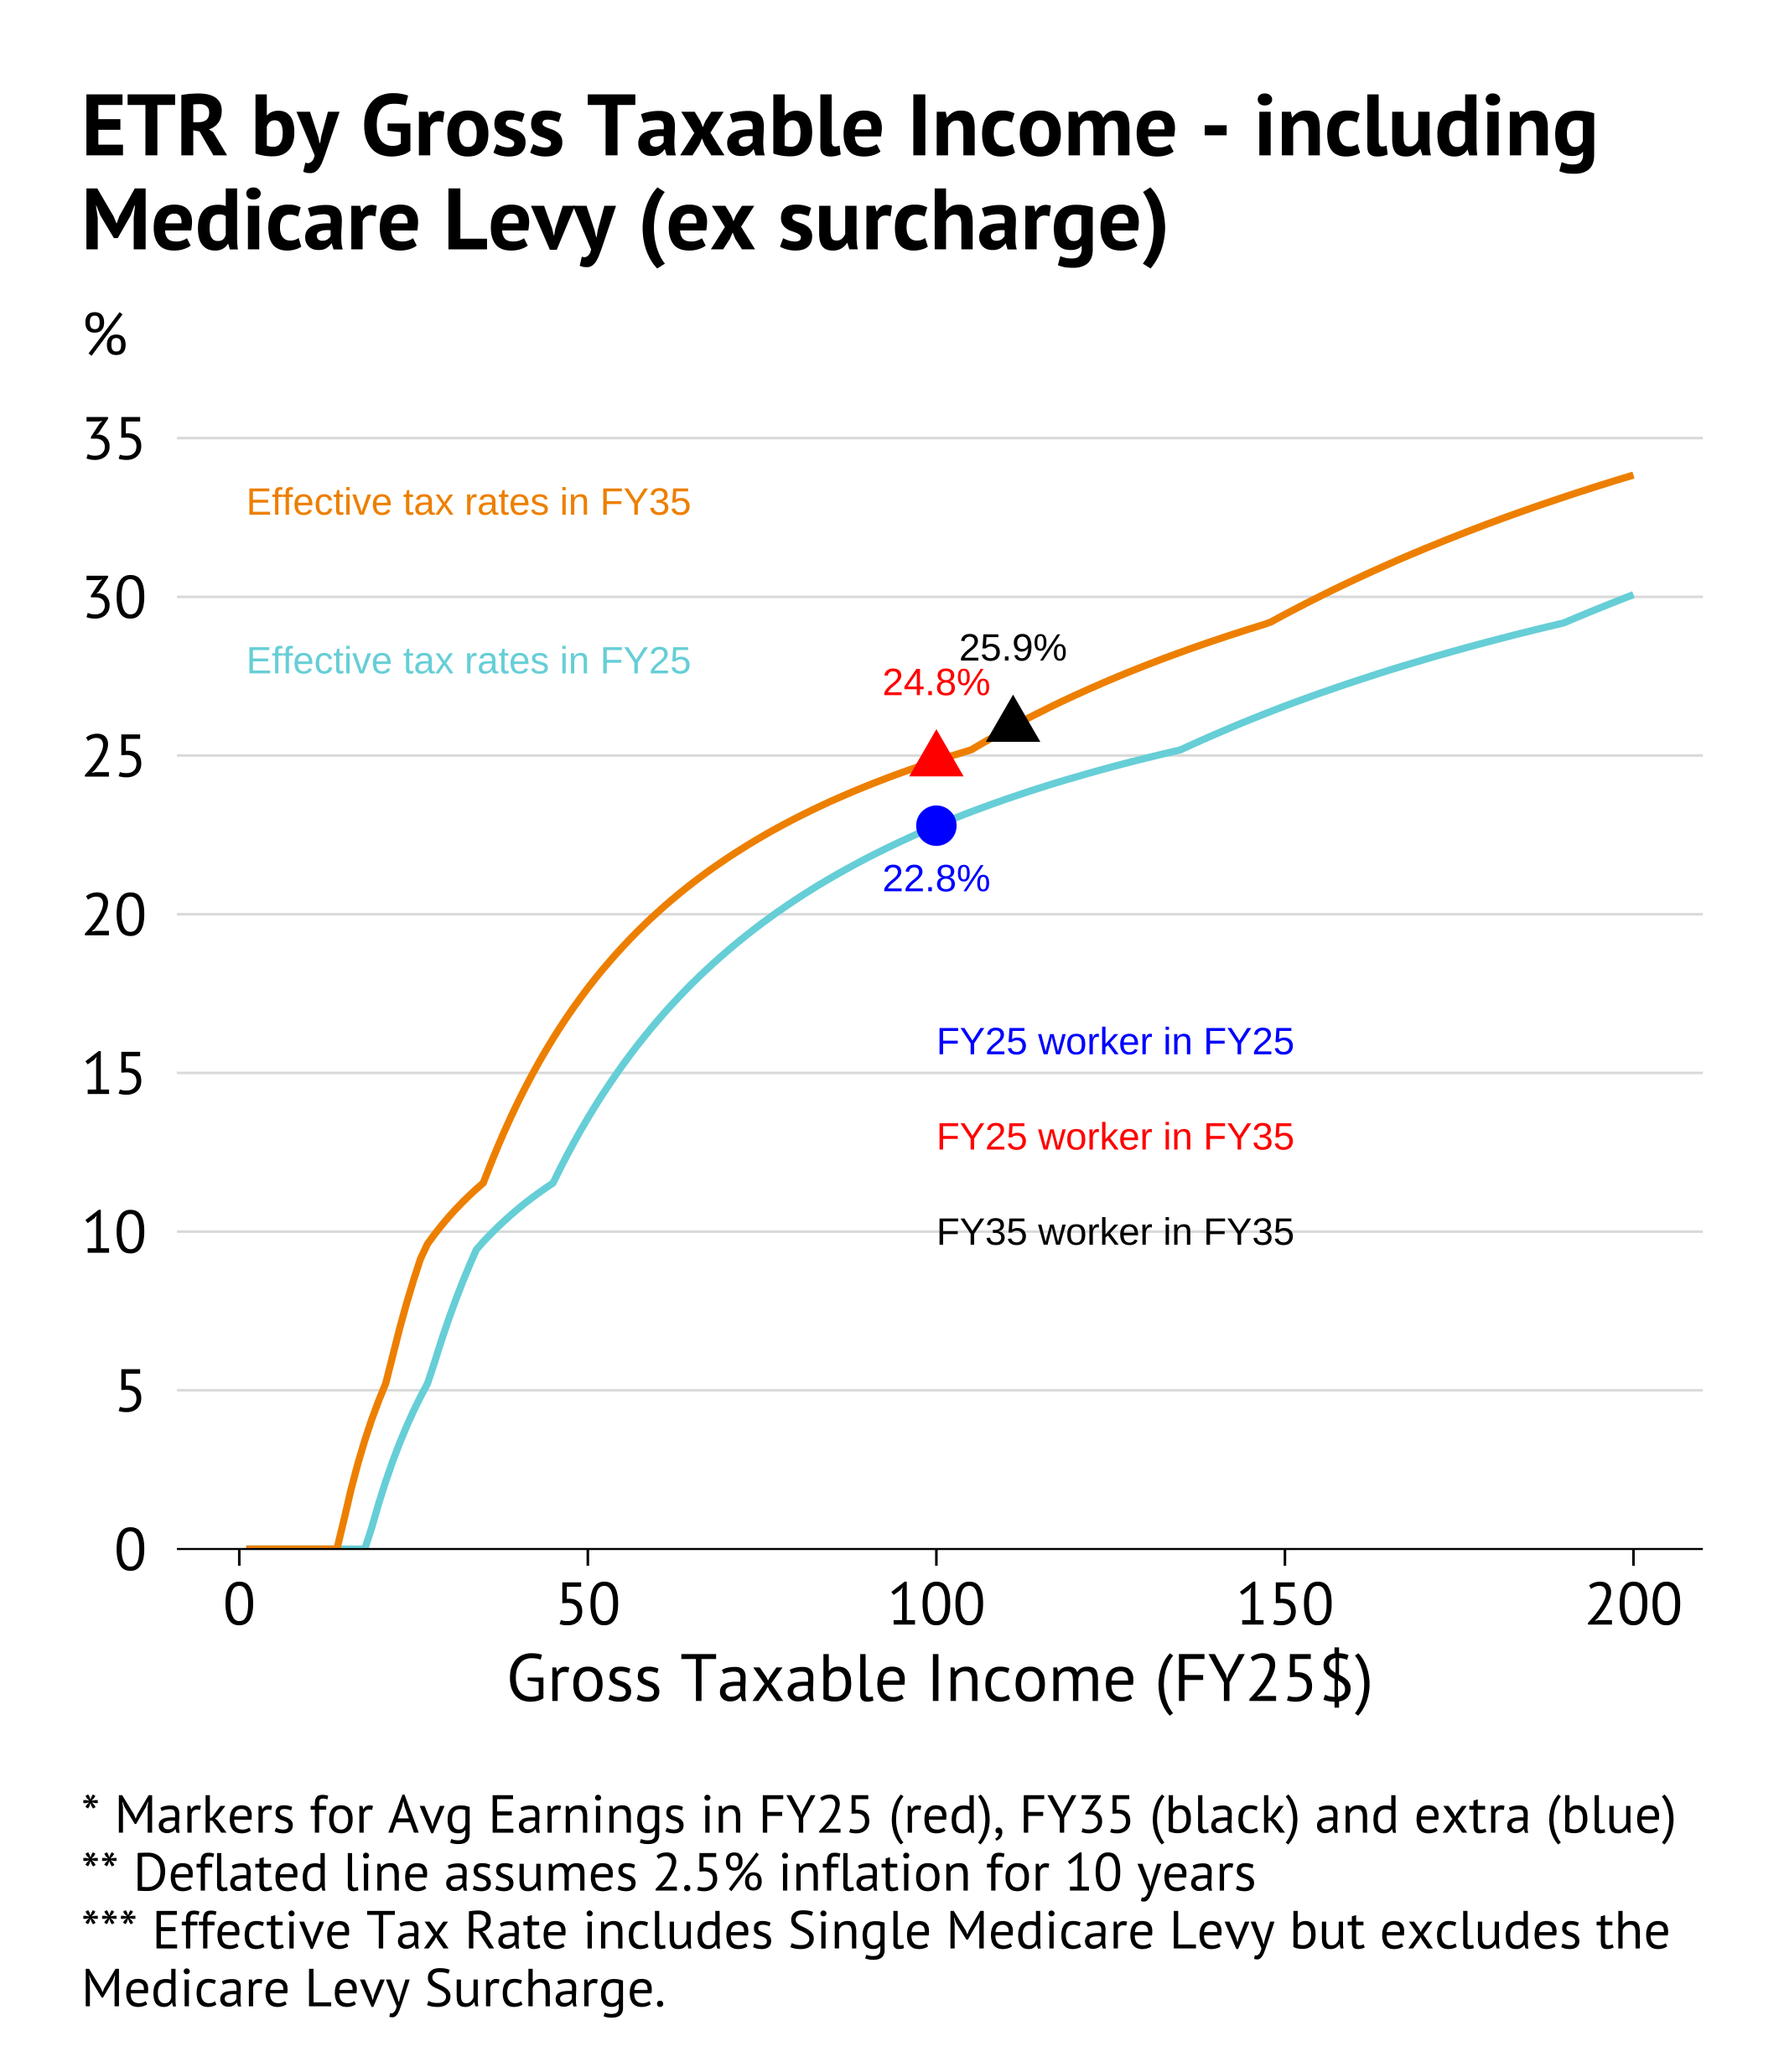 ETR by Gross Taxable Income - including
Medicare Levy (ex surcharge)
%
35
Effective tax rates in FY35
30
Effective tax rates in FY25
25.9%
24.8%
25
22.8%
20
FY25 worker in FY25
15
FY25 worker in FY35
10
FY35 worker in FY35
5
0
0 50 100 150 200
Gross Taxable Income (FY25$)
* Markers for Avg Earnings in FY25 (red), FY35 (black) and extra (blue)
** Deflated line assumes 2.5% inflation for 10 years
*** Effective Tax Rate includes Single Medicare Levy but excludes the
Medicare Levy Surcharge.